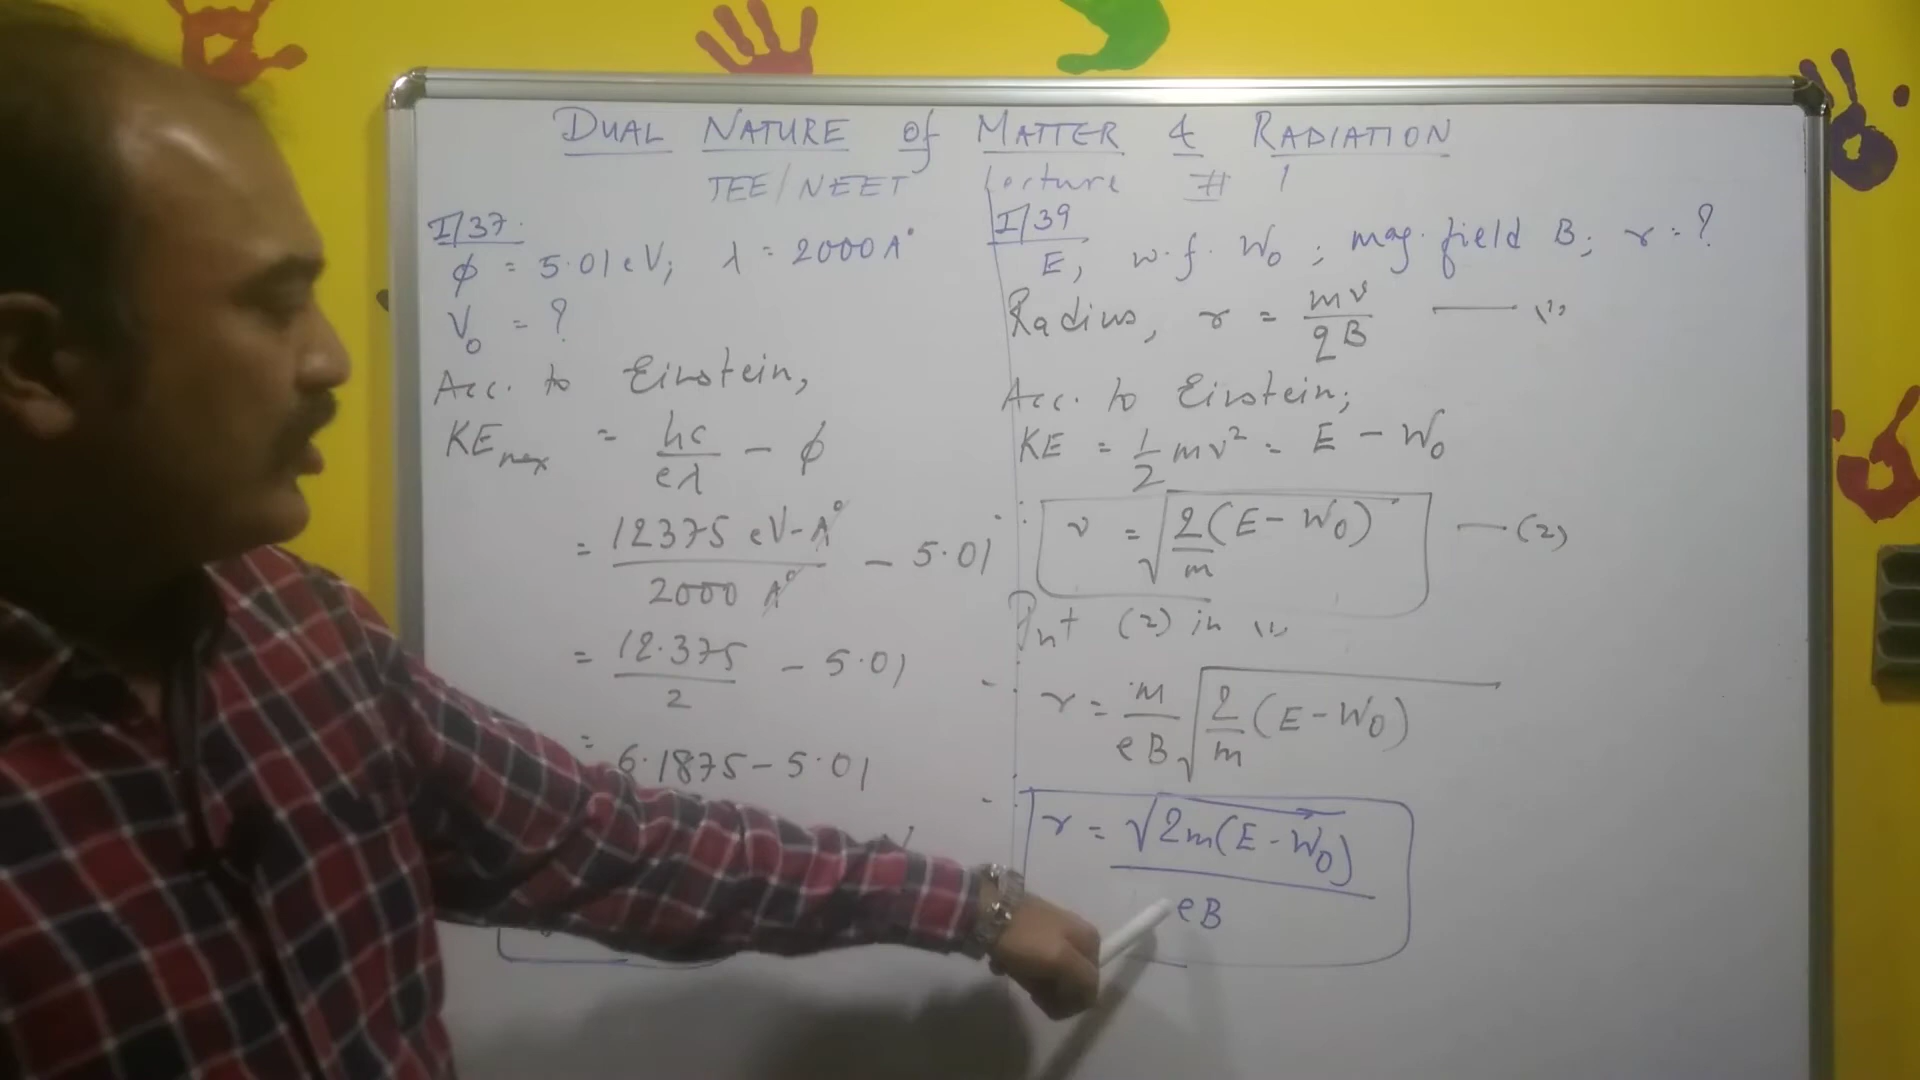 DUAL NATURE of MATTER & RADIATION
JEE/NEET Lecture # 1
I/37.
φ = 5.01 eV; λ = 2000 A°
V₀ = ?
Acc. to Einstein,
KEmax = hc/eλ − φ
= 12375 eV-A°/2000 A° − 5.01
= 12.375/2 − 5.01
= 6.1875 − 5.01
I/39
E, w.f. W₀; mag. field B; r = ?
Radius, r = mv/qB —— (1)
Acc. to Einstein;
KE = 1/2 mv² = E − W₀
∴ v = √(2/m (E − W₀)) — (2)
Put (2) in (1)
∴ r = m/eB √(2/m (E − W₀))
∴ r = √2m(E − W₀)/eB